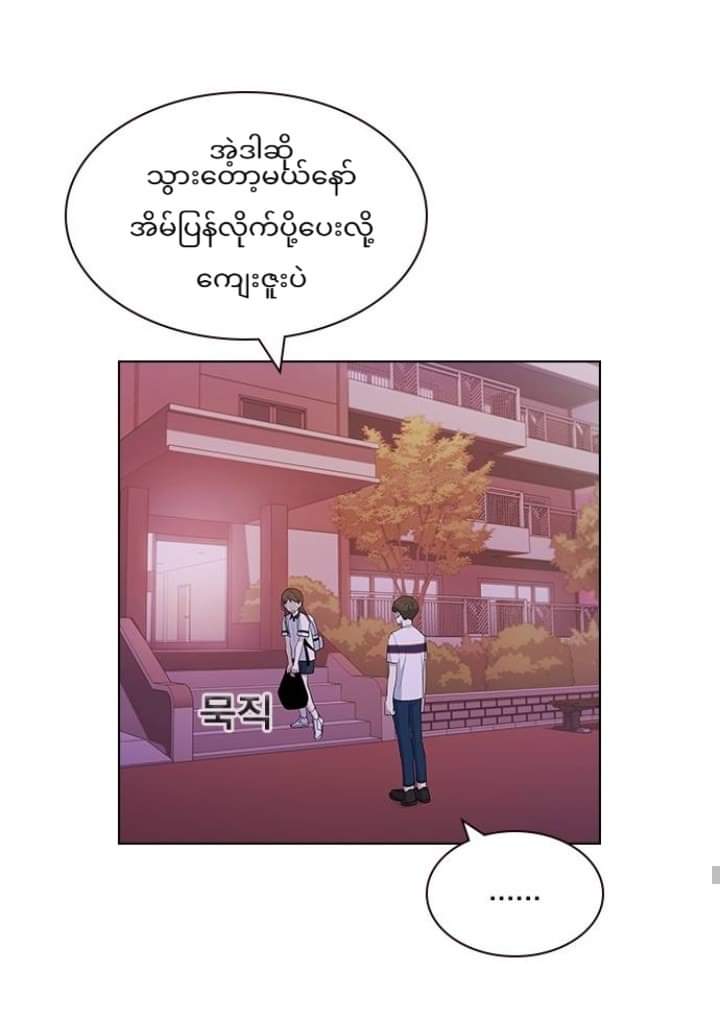 အဲ့ဒါဆို
သွားတော့မယ်နော်
အိမ်ပြန်လိုက်ပို့ပေးလို့
ကျေးဇူးပဲ
묵직
......